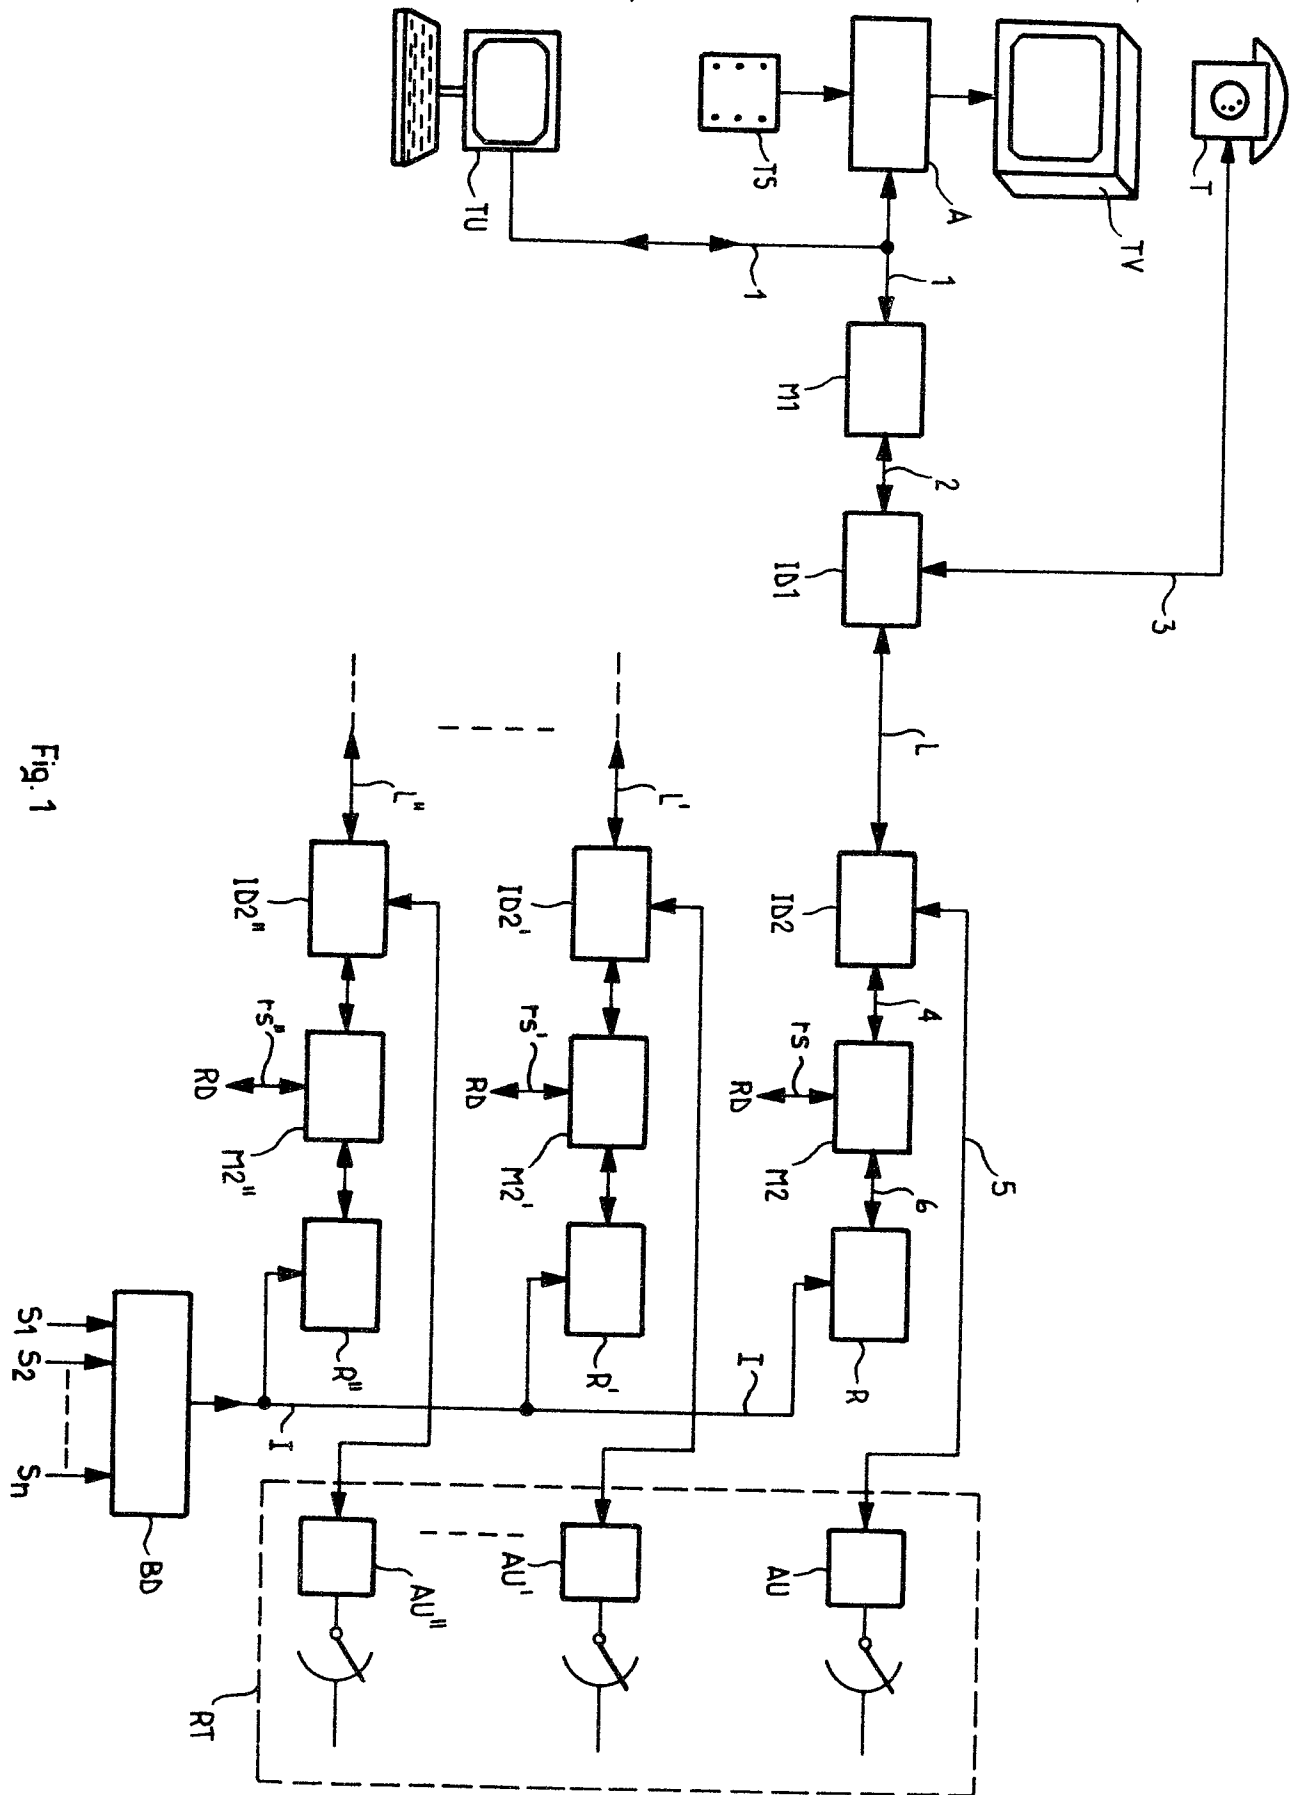 T
TV
A
TS
TU
1
1
M1
2
ID1
3
L
L'
L"
ID2
ID2'
ID2"
4
5
rs
rs'
rs"
RD
RD
RD
M2
M2'
M2"
6
R
R'
R"
I
I
S1
S2
Sn
BD
AU
AU'
AU"
RT
Fig. 1